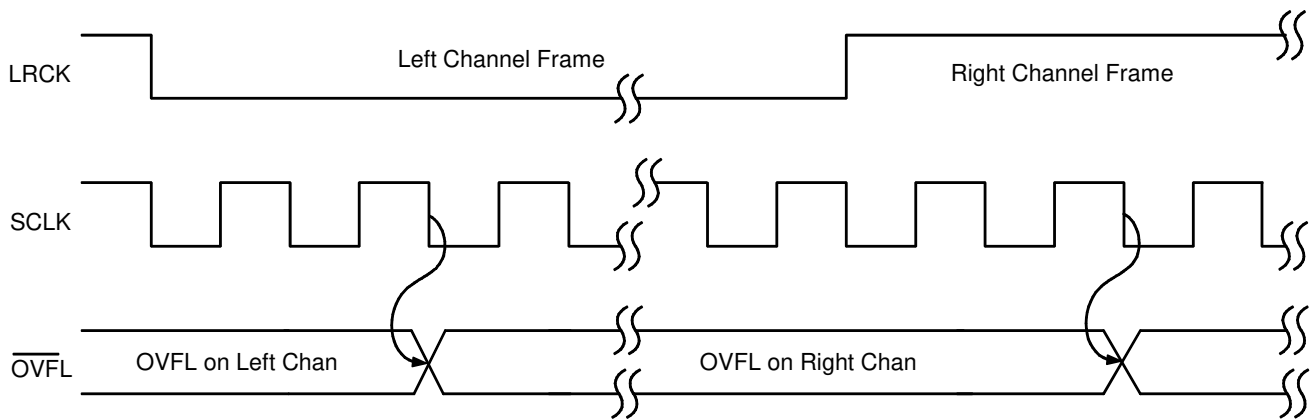 LRCK
Left Channel Frame
Right Channel Frame
SCLK
OVFL
OVFL on Left Chan
OVFL on Right Chan